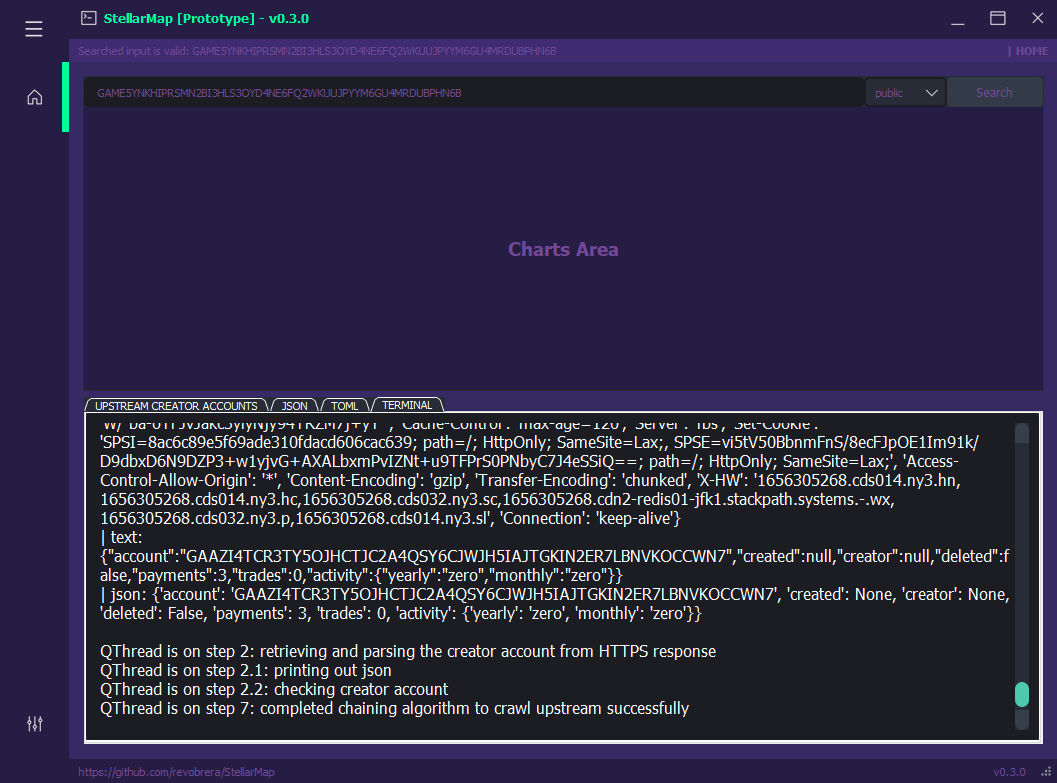 StellarMap [Prototype] - v0.3.0
Searched input is valid: GAME5YNKHIPRSMN2BI3HLS3OYD4NE6FQ2WKUUJPYYM6GU4MRDUBPHN6B
| HOME
GAME5YNKHIPRSMN2BI3HLS3OYD4NE6FQ2WKUUJPYYM6GU4MRDUBPHN6B
public
Search
Charts Area
UPSTREAM CREATOR ACCOUNTS
JSON
TOML
TERMINAL
'Cache-Control': 'max-age=120', 'Server': 'fbs', 'Set-Cookie':
'SPSI=8ac6c89e5f69ade310fdacd606cac639; path=/; HttpOnly; SameSite=Lax;, SPSE=vi5tV50BbnmFnS/8ecFJpOE1Im91k/
D9dbxD6N9DZP3+w1yjvG+AXALbxmPvIZNt+u9TFPrS0PNbyC7J4eSSiQ==; path=/; HttpOnly; SameSite=Lax;', 'Access-
Control-Allow-Origin': '*', 'Content-Encoding': 'gzip', 'Transfer-Encoding': 'chunked', 'X-HW': '1656305268.cds014.ny3.hn,
1656305268.cds014.ny3.hc,1656305268.cds032.ny3.sc,1656305268.cdn2-redis01-jfk1.stackpath.systems.-.wx,
1656305268.cds032.ny3.p,1656305268.cds014.ny3.sl', 'Connection': 'keep-alive'}
| text:
{"account":"GAAZI4TCR3TY5OJHCTJC2A4QSY6CJWJH5IAJTGKIN2ER7LBNVKOCCWN7","created":null,"creator":null,"deleted":f
alse,"payments":3,"trades":0,"activity":{"yearly":"zero","monthly":"zero"}}
| json: {'account': 'GAAZI4TCR3TY5OJHCTJC2A4QSY6CJWJH5IAJTGKIN2ER7LBNVKOCCWN7', 'created': None, 'creator': None,
'deleted': False, 'payments': 3, 'trades': 0, 'activity': {'yearly': 'zero', 'monthly': 'zero'}}
QThread is on step 2: retrieving and parsing the creator account from HTTPS response
QThread is on step 2.1: printing out json
QThread is on step 2.2: checking creator account
QThread is on step 7: completed chaining algorithm to crawl upstream successfully
https://github.com/revobrera/StellarMap
v0.3.0